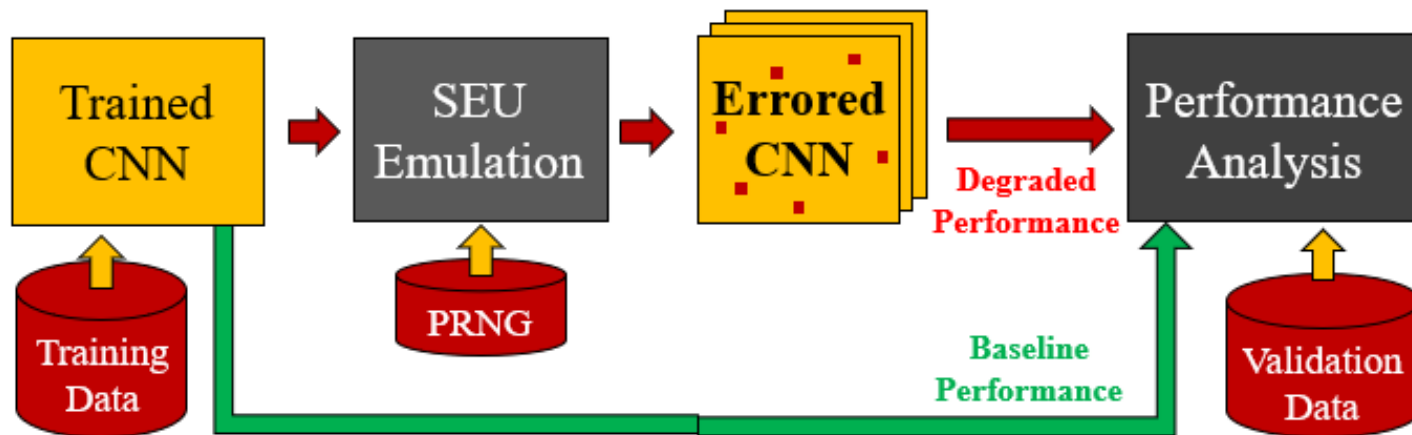 Trained
CNN
SEU
Emulation
Errored
CNN
Performance
Analysis
Degraded
Performance
Training
Data
PRNG
Baseline
Performance
Validation
Data